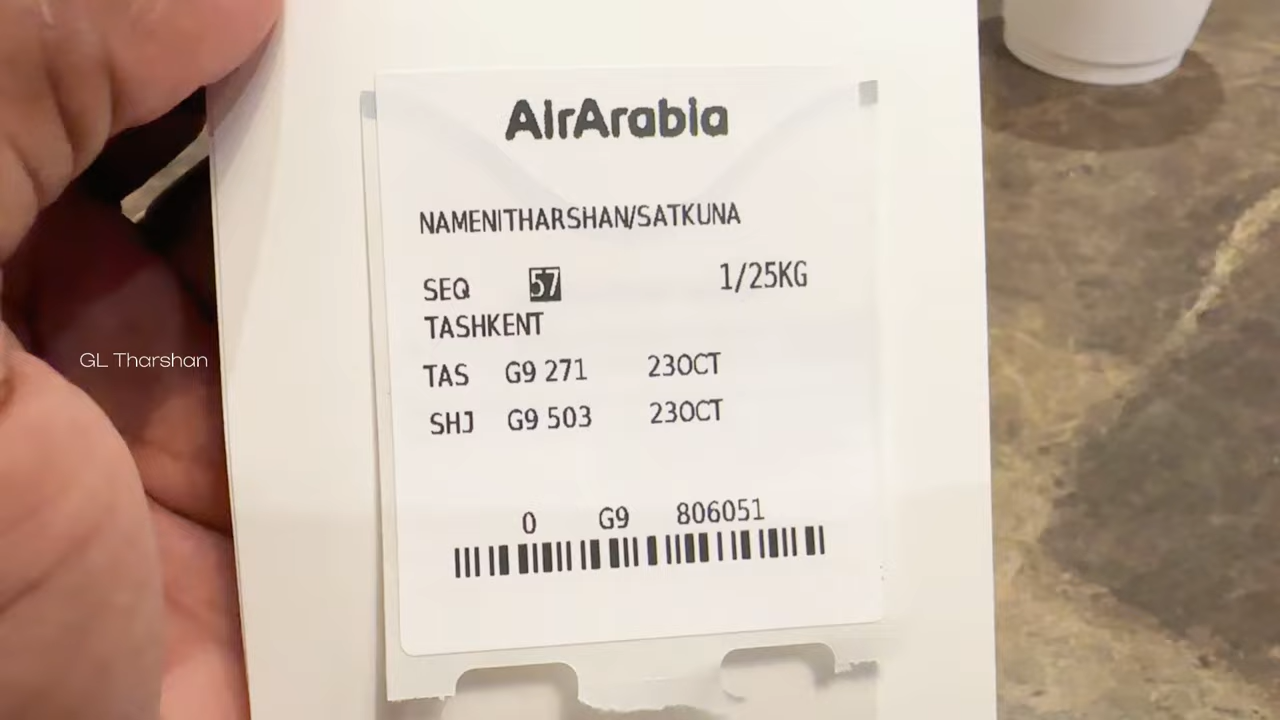 AirArabia
NAMENITHARSHAN/SATKUNA
SEQ 57 1/25KG
TASHKENT
TAS G9 271 23OCT
SHJ G9 503 23OCT
0 G9 806051
GL Tharshan